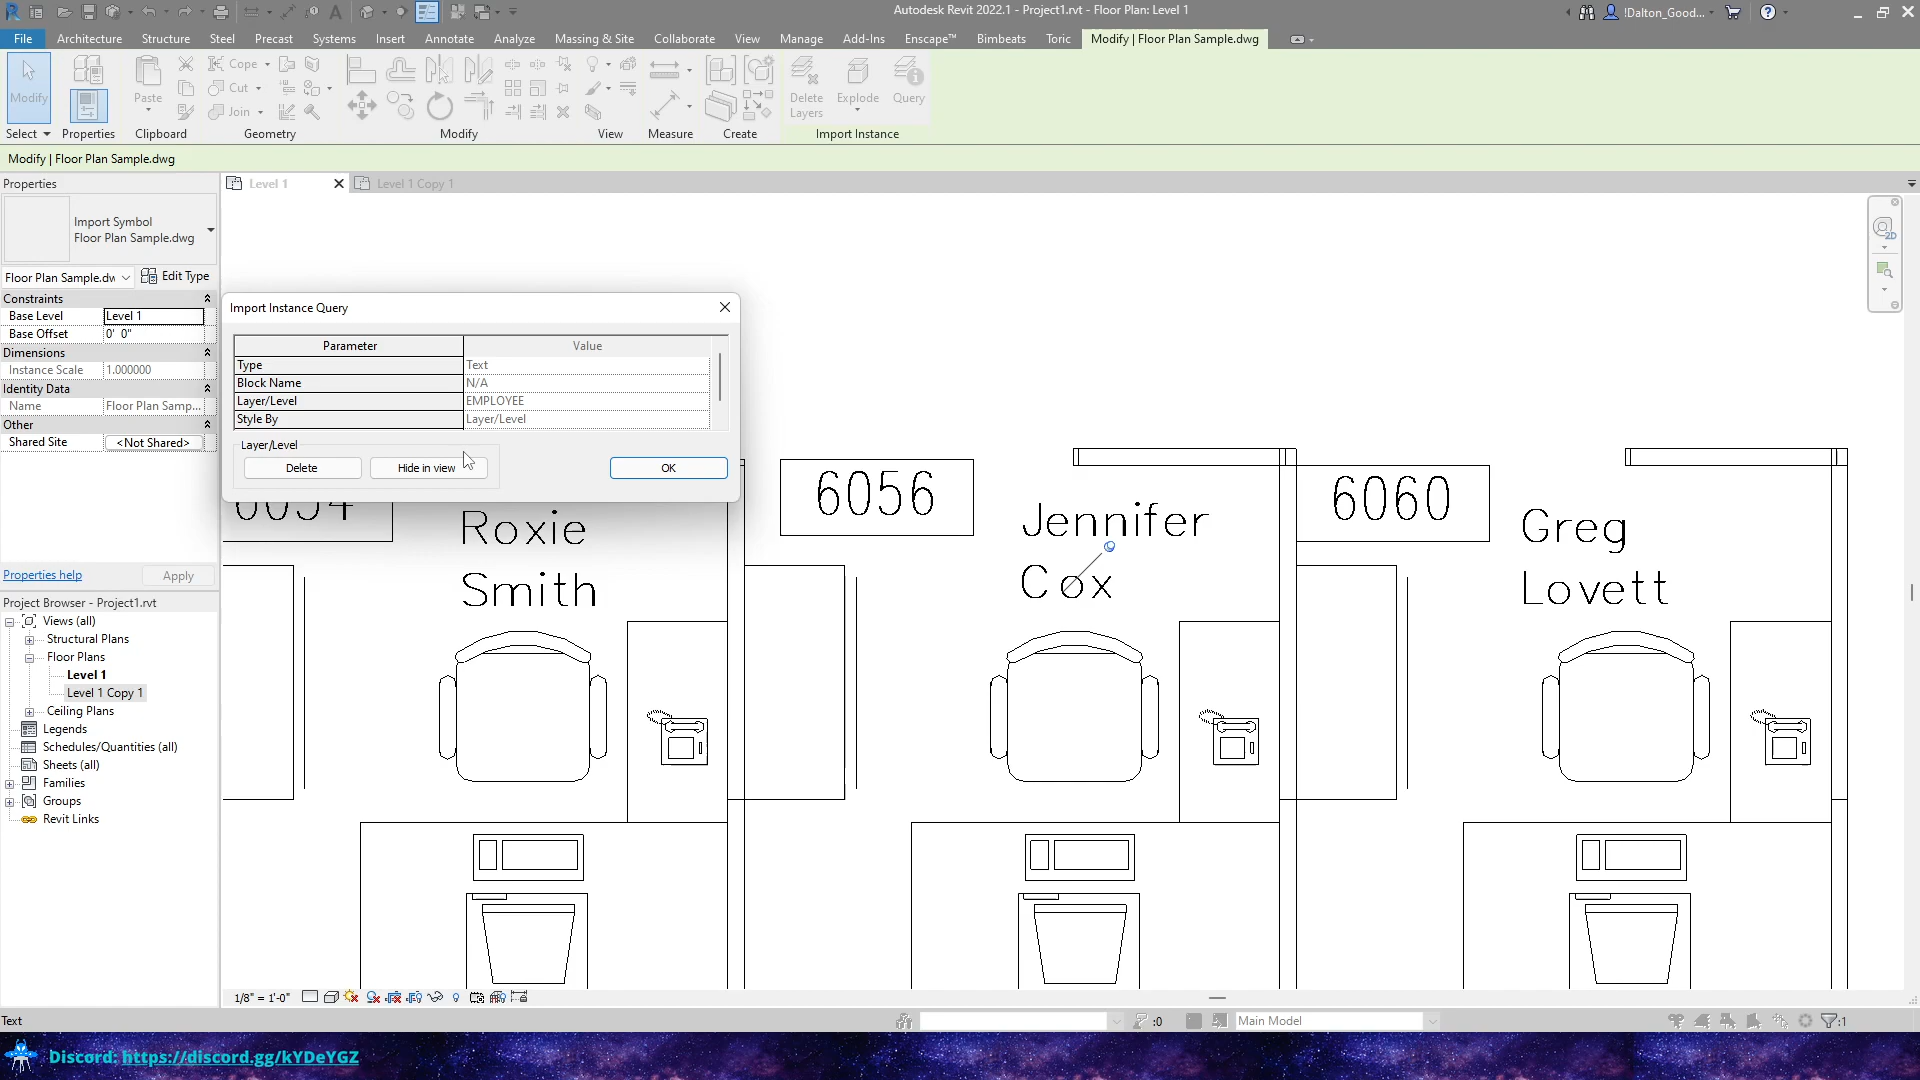 Autodesk Revit 2022.1 - Project1.rvt - Floor Plan: Level 1
!Dalton_Good...
File
Architecture
Structure
Steel
Precast
Systems
Insert
Annotate
Analyze
Massing & Site
Collaborate
View
Manage
Add-Ins
Enscape™
Bimbeats
Toric
Modify | Floor Plan Sample.dwg
Modify
Paste
Cope
Cut
Join
Delete
Layers
Explode
Query
Select
Properties
Clipboard
Geometry
Modify
View
Measure
Create
Import Instance
Modify | Floor Plan Sample.dwg
Properties
Level 1
Level 1 Copy 1
Import Symbol
Floor Plan Sample.dwg
Floor Plan Sample.dw
Edit Type
Constraints
Base Level
Level 1
Base Offset
0' 0"
Dimensions
Instance Scale
1.000000
Identity Data
Name
Floor Plan Samp...
Other
Shared Site
<Not Shared>
Properties help
Apply
Project Browser - Project1.rvt
Views (all)
Structural Plans
Floor Plans
Level 1
Level 1 Copy 1
Ceiling Plans
Legends
Schedules/Quantities (all)
Sheets (all)
Families
Groups
Revit Links
Import Instance Query
Parameter
Value
Type
Text
Block Name
N/A
Layer/Level
EMPLOYEE
Style By
Layer/Level
Layer/Level
Delete
Hide in view
OK
6054
Roxie
Smith
6056
Jennifer
Cox
6060
Greg
Lovett
2D
1/8" = 1'-0"
Text
:0
Main Model
:1
Discord: https://discord.gg/kYDeYGZ